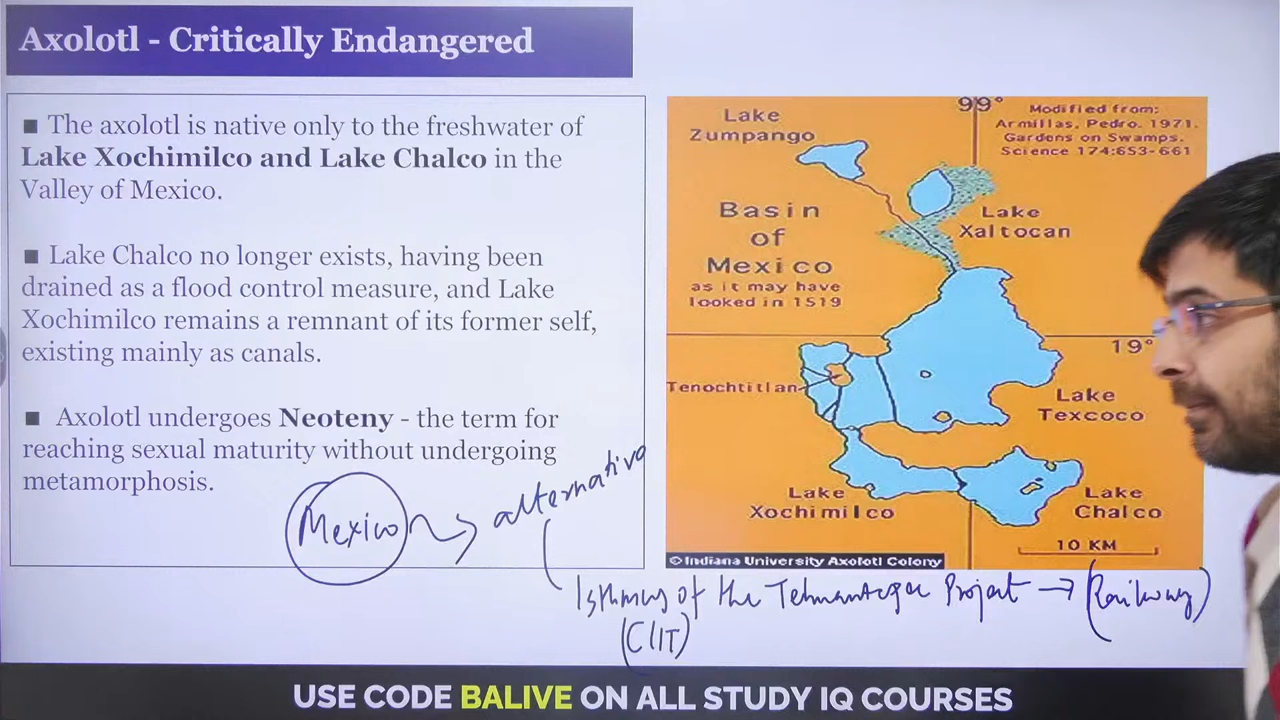 Axolotl - Critically Endangered
■ The axolotl is native only to the freshwater of
Lake Xochimilco and Lake Chalco in the
Valley of Mexico.
■ Lake Chalco no longer exists, having been
drained as a flood control measure, and Lake
Xochimilco remains a remnant of its former self,
existing mainly as canals.
■ Axolotl undergoes Neoteny - the term for
reaching sexual maturity without undergoing
metamorphosis.
Mexico → alternative
Isthmus of the Tehuantepec Project → (Railway)
(CIIT)
99°
Modified from:
Armillas, Pedro. 1971.
Gardens on Swamps.
Science 174:653-661
Lake
Zumpango
Basin
of
Mexico
as it may have
looked in 1519
Lake
Xaltocan
19°
Tenochtitlan
Lake
Texcoco
Lake
Xochimilco
Lake
Chalco
10 KM
© Indiana University Axolotl Colony
USE CODE BALIVE ON ALL STUDY IQ COURSES